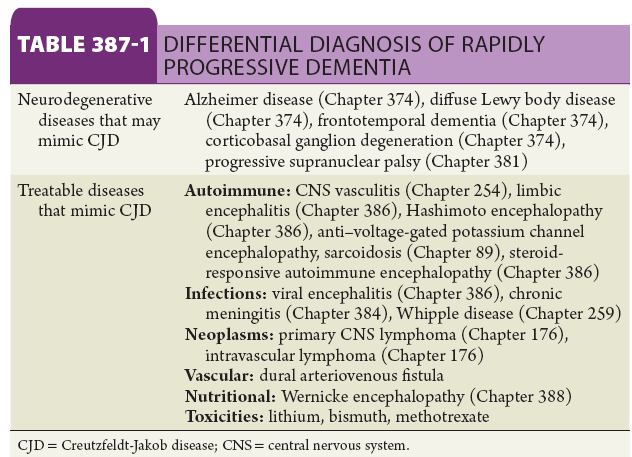 TABLE 387-1 DIFFERENTIAL DIAGNOSIS OF RAPIDLY
PROGRESSIVE DEMENTIA
Neurodegenerative
diseases that may
mimic CJD
Alzheimer disease (Chapter 374), diffuse Lewy body disease
(Chapter 374), frontotemporal dementia (Chapter 374),
corticobasal ganglion degeneration (Chapter 374),
progressive supranuclear palsy (Chapter 381)
Treatable diseases
that mimic CJD
Autoimmune: CNS vasculitis (Chapter 254), limbic
encephalitis (Chapter 386), Hashimoto encephalopathy
(Chapter 386), anti–voltage-gated potassium channel
encephalopathy, sarcoidosis (Chapter 89), steroid-
responsive autoimmune encephalopathy (Chapter 386)
Infections: viral encephalitis (Chapter 386), chronic
meningitis (Chapter 384), Whipple disease (Chapter 259)
Neoplasms: primary CNS lymphoma (Chapter 176),
intravascular lymphoma (Chapter 176)
Vascular: dural arteriovenous fistula
Nutritional: Wernicke encephalopathy (Chapter 388)
Toxicities: lithium, bismuth, methotrexate
CJD = Creutzfeldt-Jakob disease; CNS = central nervous system.